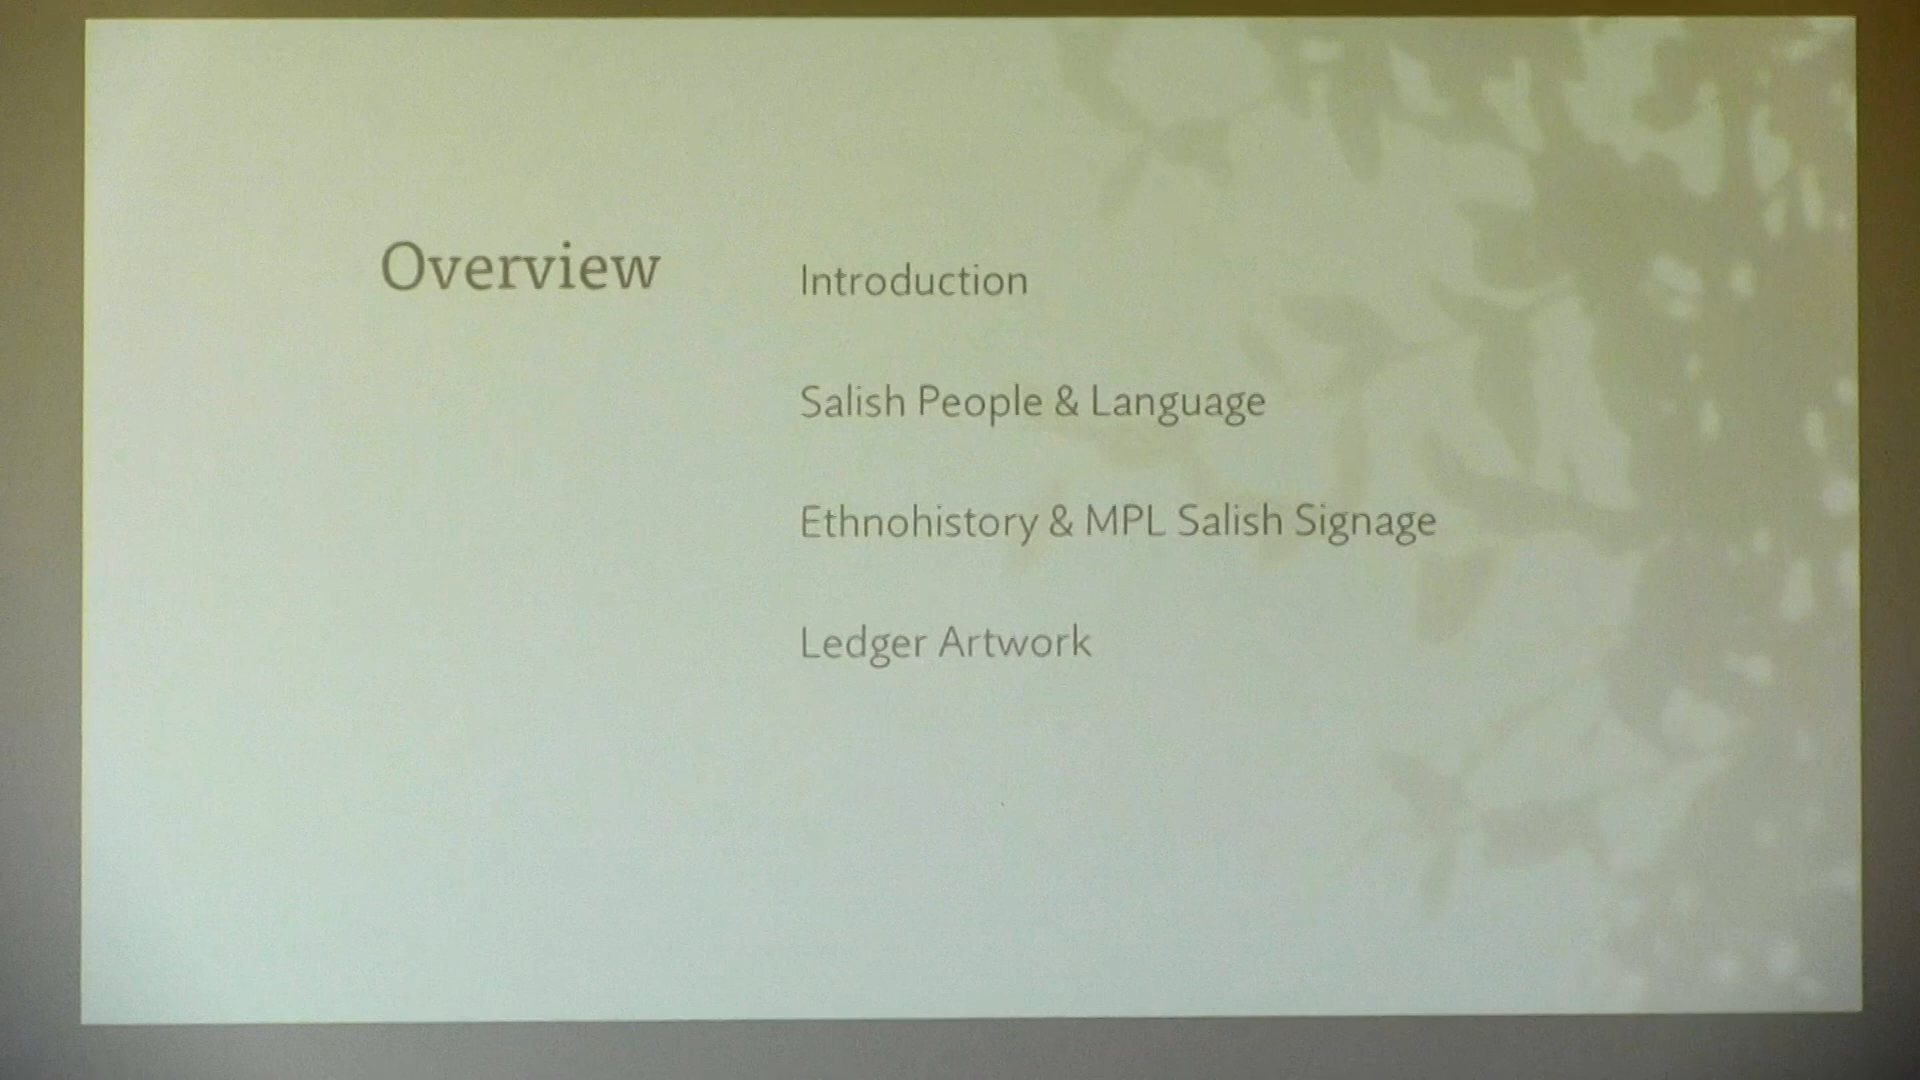 Overview
Introduction
Salish People & Language
Ethnohistory & MPL Salish Signage
Ledger Artwork